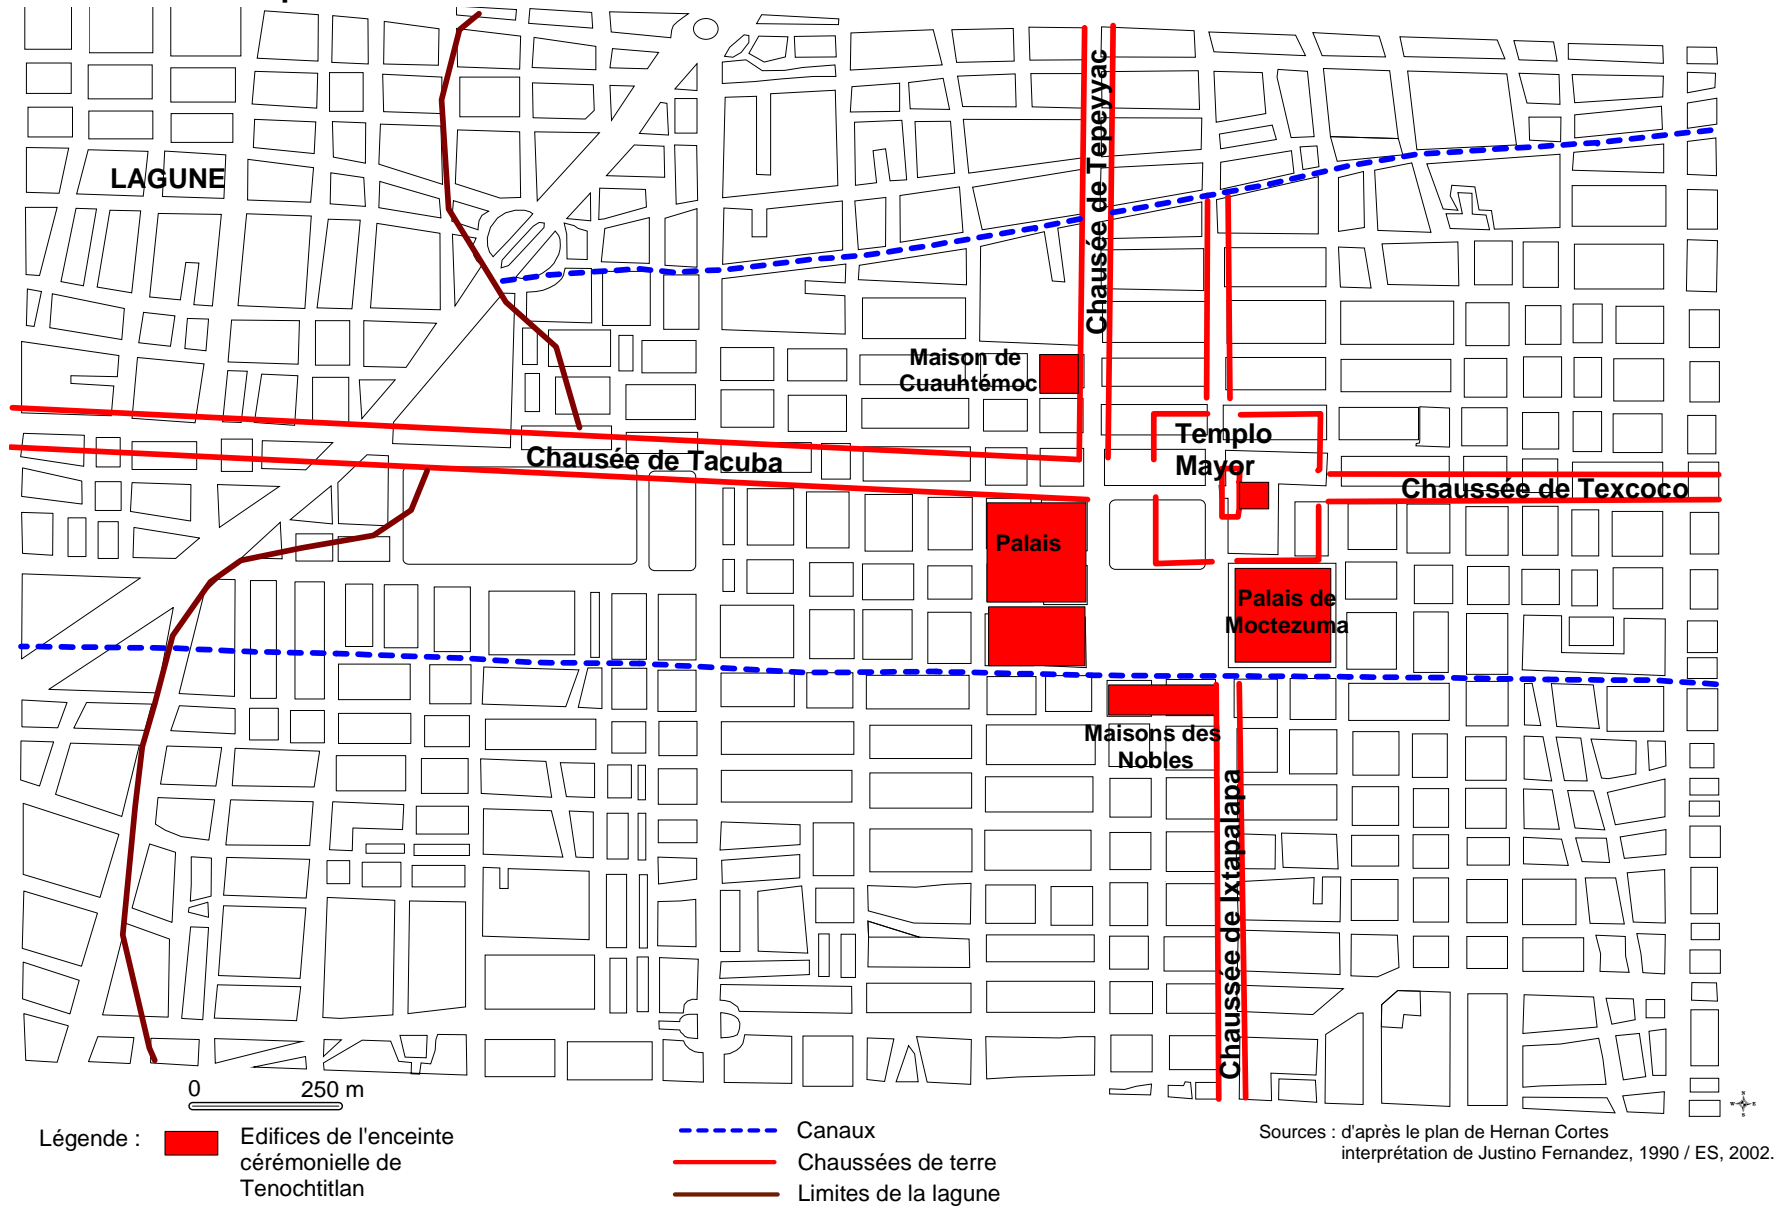 LAGUNE
Chausée de Tepeyyac
Maison de
Cuauhtémoc
Templo
Mayor
Chausée de Tacuba
Chaussée de Texcoco
Palais
Palais de
Moctezuma
Maisons des
Nobles
Chaussée de Ixtapalapa
0 250 m
Légende :
Edifices de l'enceinte
cérémonielle de
Tenochtitlan
Canaux
Chaussées de terre
Limites de la lagune
Sources : d'après le plan de Hernan Cortes
interprétation de Justino Fernandez, 1990 / ES, 2002.
N
W E
S